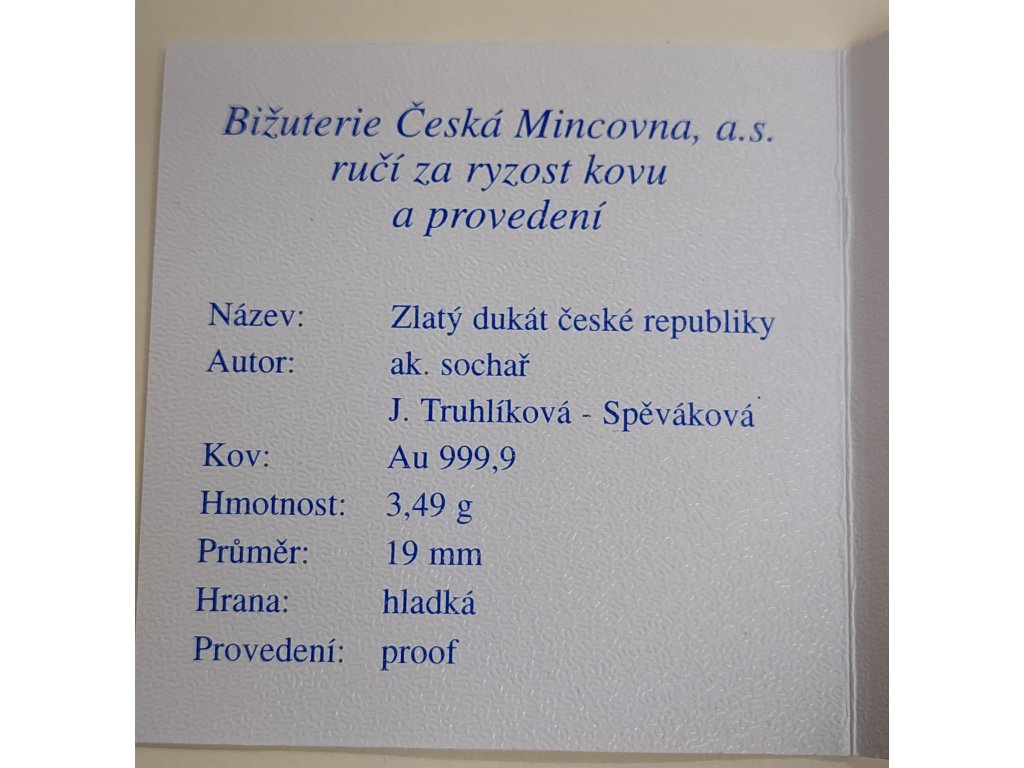 Bižuterie Česká Mincovna, a.s.
ručí za ryzost kovu
a provedení
Název: Zlatý dukát české republiky
Autor: ak. sochař
J. Truhlíková - Spěváková
Kov: Au 999,9
Hmotnost: 3,49 g
Průměr: 19 mm
Hrana: hladká
Provedení: proof